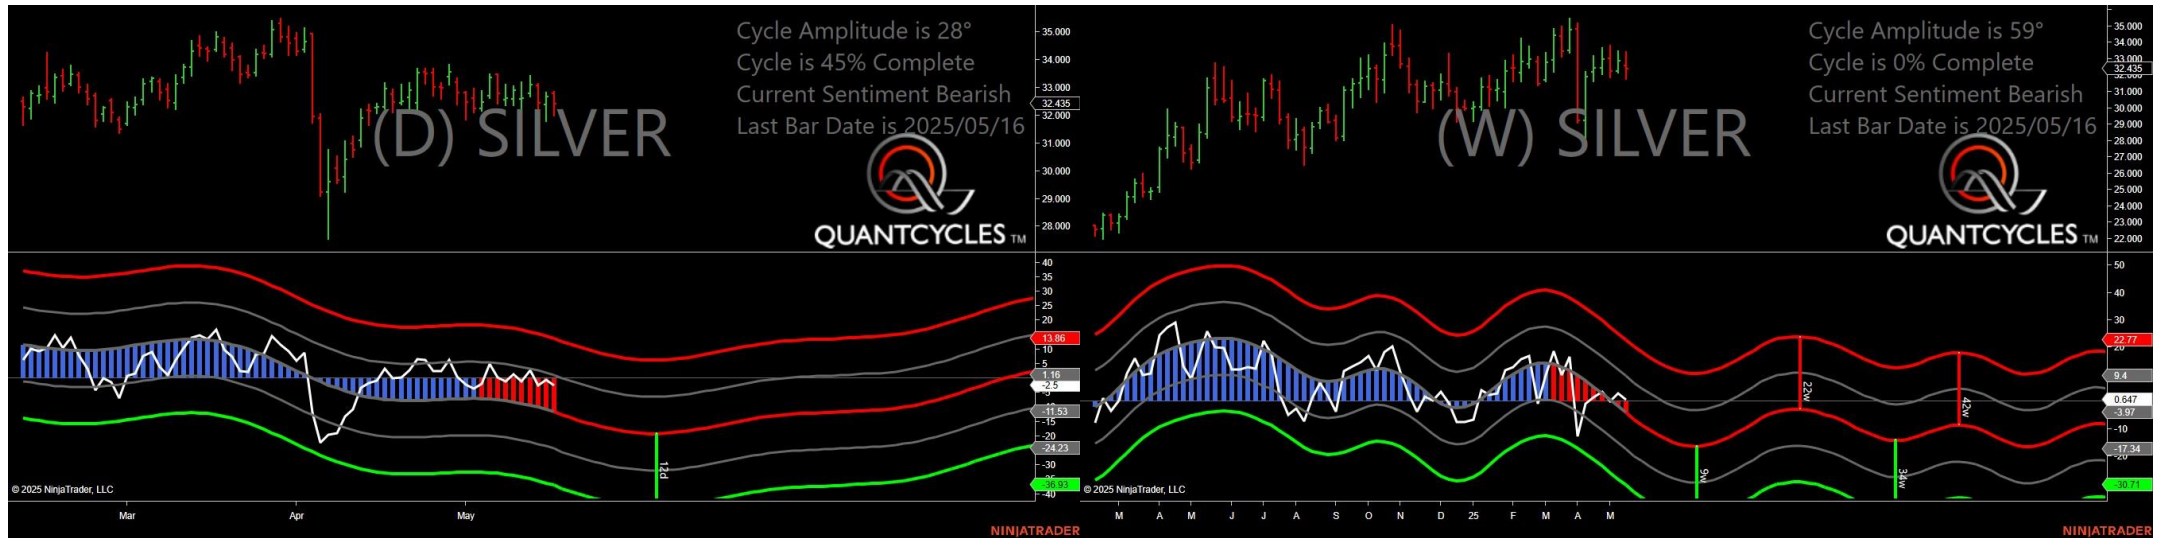 Cycle Amplitude is 28°
Cycle is 45% Complete
Current Sentiment Bearish
Last Bar Date is 2025/05/16
(D) SILVER
QUANTCYCLES TM
35.000
34.000
33.000
32.435
32.000
31.000
30.000
29.000
28.000
40
35
30
25
20
13.86
10
5
1.16
-2.5
-11.53
-15
-20
-24.23
-30
-36.93
-40
12d
© 2025 NinjaTrader, LLC
Mar
Apr
May
NINJATRADER
Cycle Amplitude is 59°
Cycle is 0% Complete
Current Sentiment Bearish
Last Bar Date is 2025/05/16
(W) SILVER
QUANTCYCLES TM
35.000
34.000
33.000
32.435
32.000
31.000
30.000
29.000
28.000
27.000
26.000
25.000
24.000
23.000
22.000
50
40
30
22.77
20
9.4
0.647
-3.97
-10
-17.34
-20
-30.71
9w
22w
34w
42w
© 2025 NinjaTrader, LLC
M A M J J A S O N D 25 F M A M
NINJATRADER